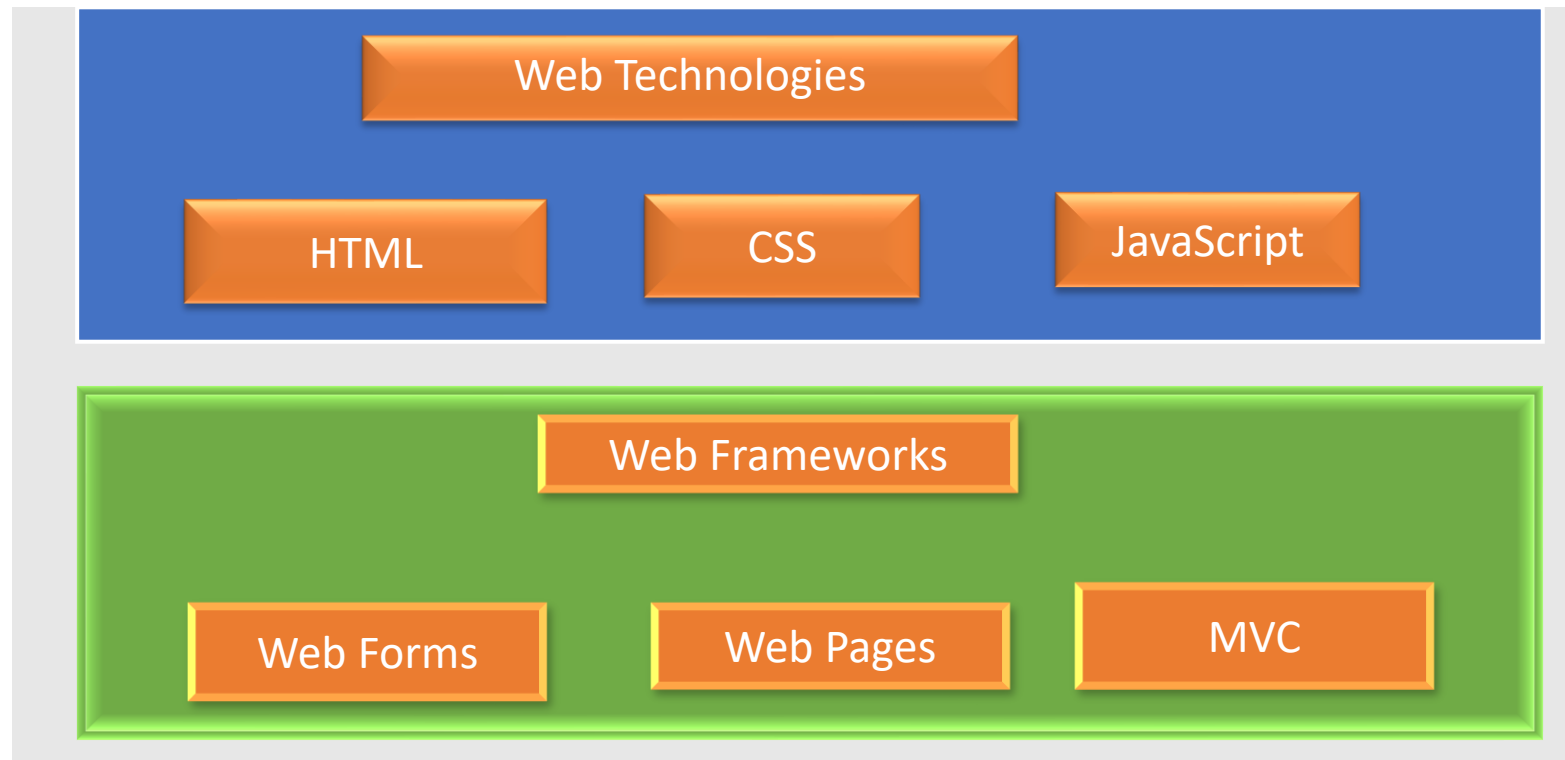 Web Technologies
HTML
CSS
JavaScript
Web Frameworks
Web Forms
Web Pages
MVC